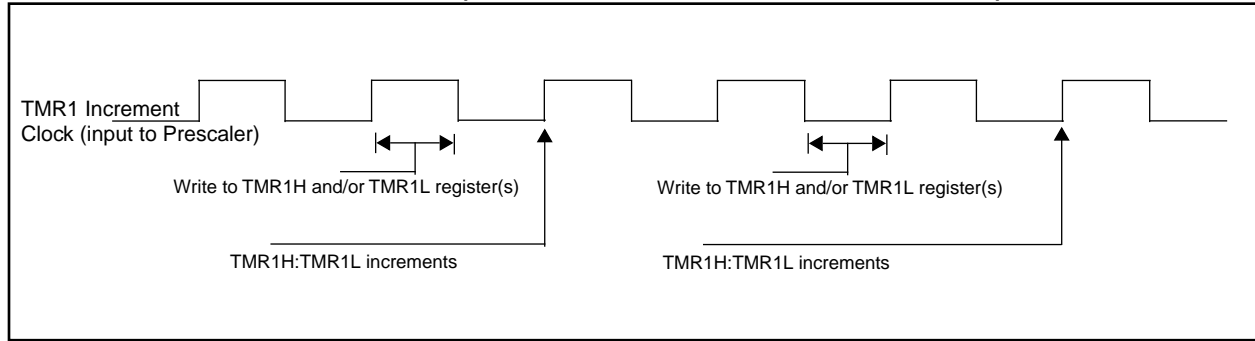 TMR1 Increment
Clock (input to Prescaler)
Write to TMR1H and/or TMR1L register(s)
Write to TMR1H and/or TMR1L register(s)
TMR1H:TMR1L increments
TMR1H:TMR1L increments